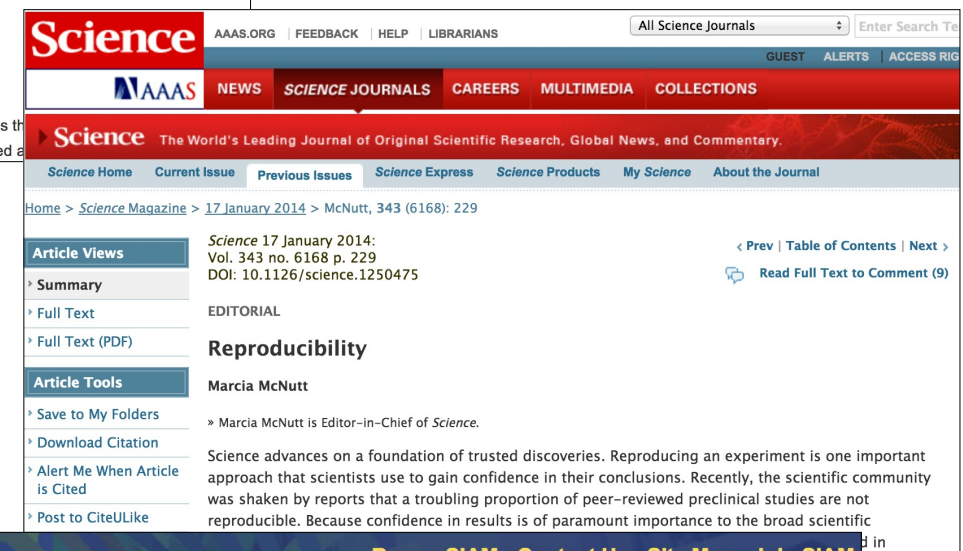 Science
AAAS.ORG | FEEDBACK | HELP | LIBRARIANS
All Science Journals
Enter Search Te
GUEST ALERTS | ACCESS RIG
AAAS
NEWS SCIENCE JOURNALS CAREERS MULTIMEDIA COLLECTIONS
s th
ed a
Science The World's Leading Journal of Original Scientific Research, Global News, and Commentary.
Science Home Current Issue Previous Issues Science Express Science Products My Science About the Journal
Home > Science Magazine > 17 January 2014 > McNutt, 343 (6168): 229
Article Views
› Summary
› Full Text
› Full Text (PDF)
Article Tools
› Save to My Folders
› Download Citation
› Alert Me When Article
is Cited
› Post to CiteULike
Science 17 January 2014:
Vol. 343 no. 6168 p. 229
DOI: 10.1126/science.1250475
‹ Prev | Table of Contents | Next ›
Read Full Text to Comment (9)
EDITORIAL
Reproducibility
Marcia McNutt
» Marcia McNutt is Editor-in-Chief of Science.
Science advances on a foundation of trusted discoveries. Reproducing an experiment is one important
approach that scientists use to gain confidence in their conclusions. Recently, the scientific community
was shaken by reports that a troubling proportion of peer-reviewed preclinical studies are not
reproducible. Because confidence in results is of paramount importance to the broad scientific
d in